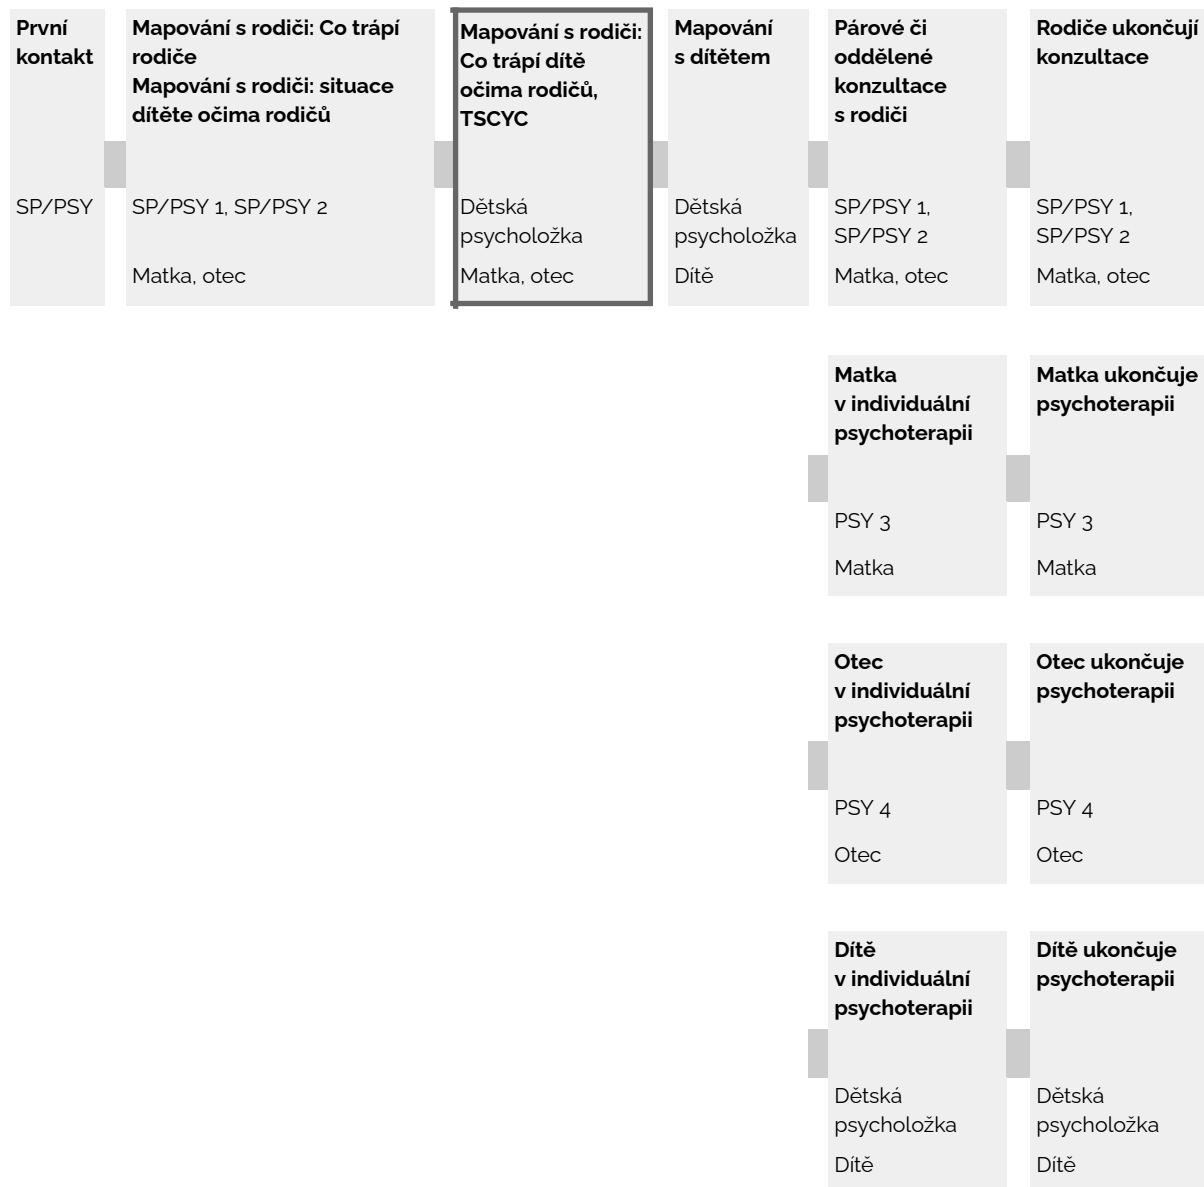 První
kontakt
SP/PSY
Mapování s rodiči: Co trápí
rodiče
Mapování s rodiči: situace
dítěte očima rodičů
SP/PSY 1, SP/PSY 2
Matka, otec
Mapování s rodiči:
Co trápí dítě
očima rodičů,
TSCYC
Dětská
psycholožka
Matka, otec
Mapování
s dítětem
Dětská
psycholožka
Dítě
Párové či
oddělené
konzultace
s rodiči
SP/PSY 1,
SP/PSY 2
Matka, otec
Rodiče ukončují
konzultace
SP/PSY 1,
SP/PSY 2
Matka, otec
Matka
v individuální
psychoterapii
PSY 3
Matka
Matka ukončuje
psychoterapii
PSY 3
Matka
Otec
v individuální
psychoterapii
PSY 4
Otec
Otec ukončuje
psychoterapii
PSY 4
Otec
Dítě
v individuální
psychoterapii
Dětská
psycholožka
Dítě
Dítě ukončuje
psychoterapii
Dětská
psycholožka
Dítě